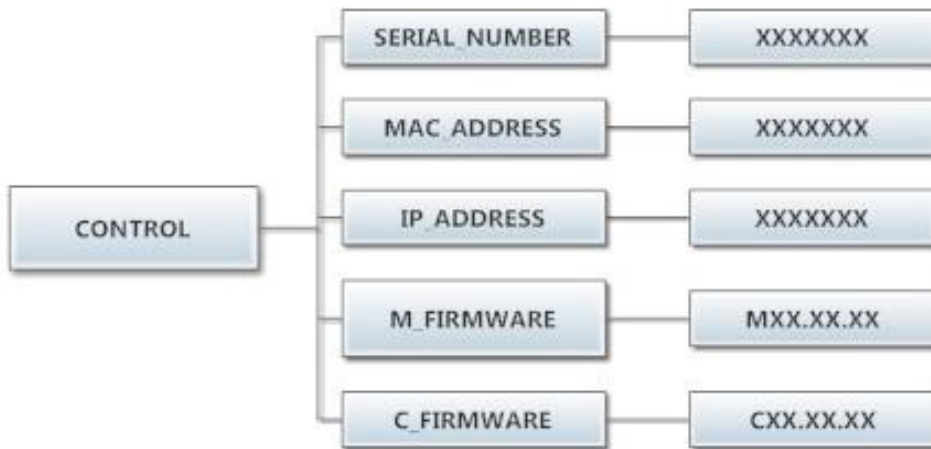 SERIAL_NUMBER XXXXXXX
MAC_ADDRESS XXXXXXX
CONTROL
IP_ADDRESS XXXXXXX
M_FIRMWARE MXX.XX.XX
C_FIRMWARE CXX.XX.XX